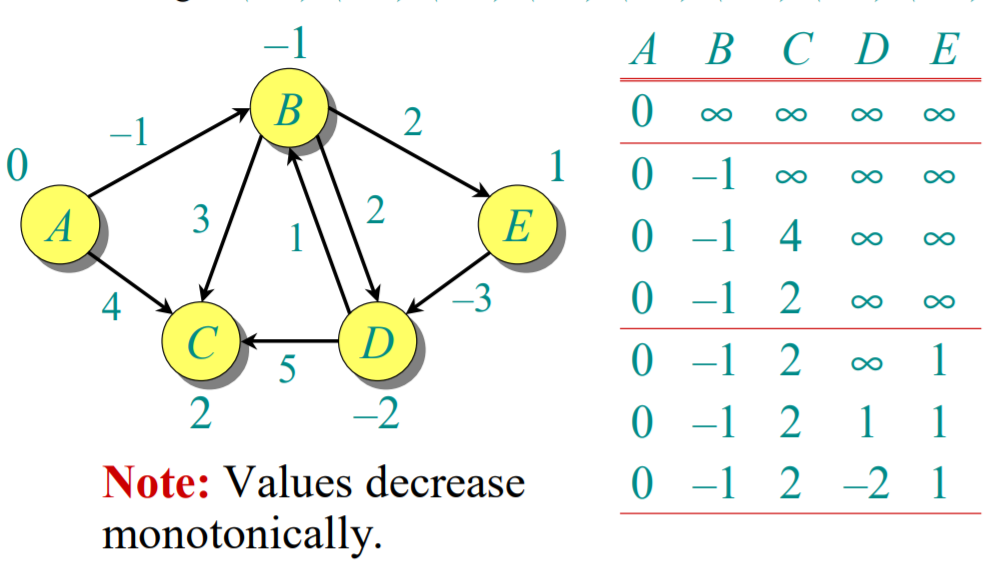 –1
B
–1
2
0
1
A
3
1
2
E
4
–3
C
D
5
2
–2
Note: Values decrease
monotonically.
A B C D E
0 ∞ ∞ ∞ ∞
0 –1 ∞ ∞ ∞
0 –1 4 ∞ ∞
0 –1 2 ∞ ∞
0 –1 2 ∞ 1
0 –1 2 1 1
0 –1 2 –2 1